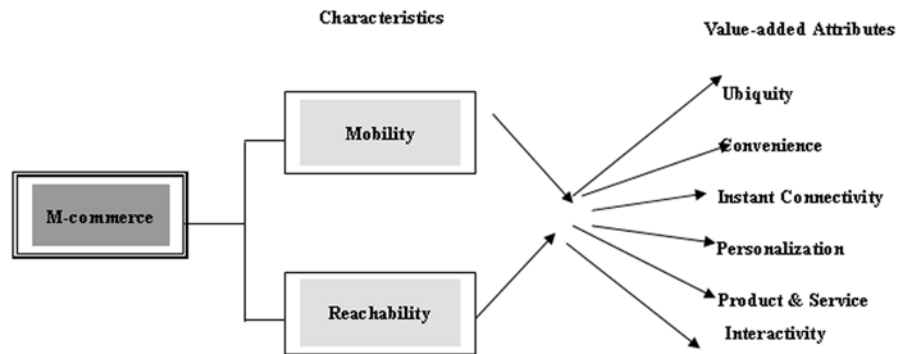 Characteristics
Value-added Attributes
Ubiquity
Mobility
Convenience
Instant Connectivity
M-commerce
Personalization
Product & Service
Reachability
Interactivity